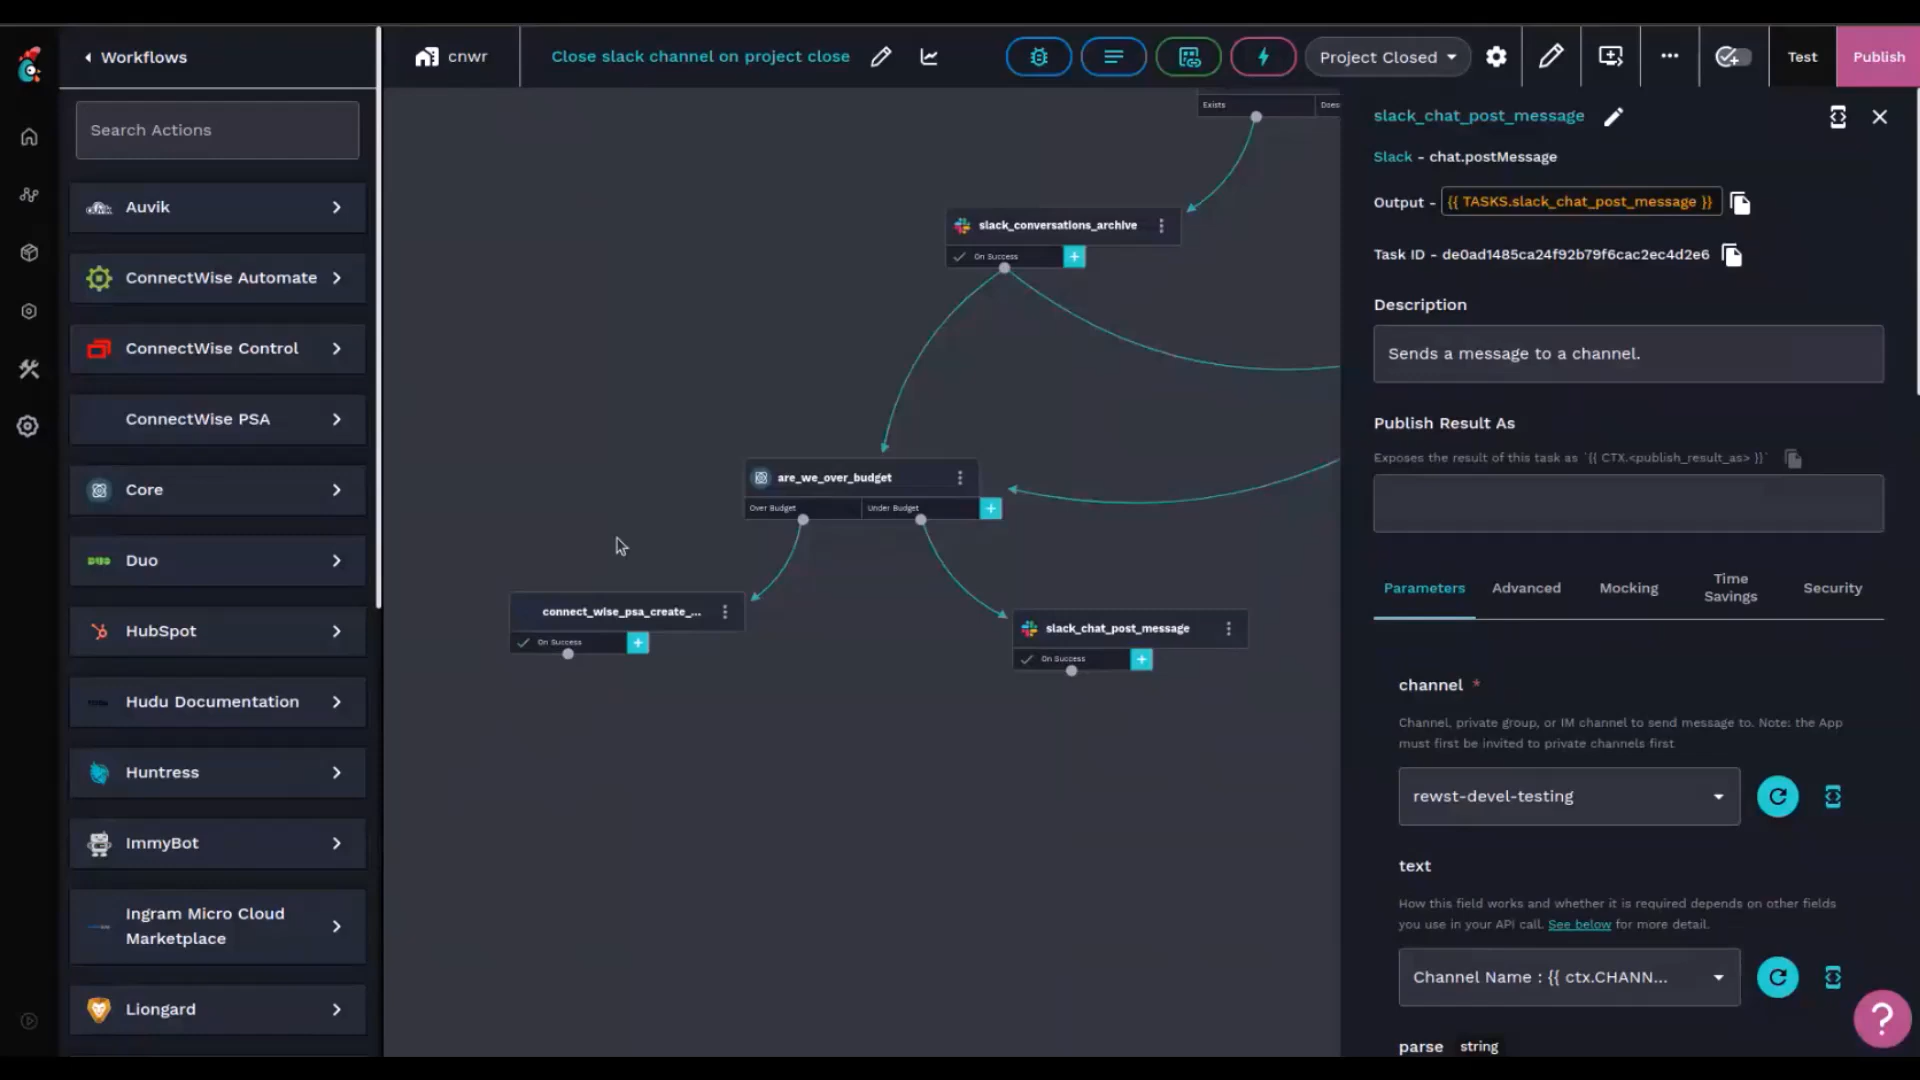 Workflows
cnwr
Close slack channel on project close
Project Closed
Test
Publish
Search Actions
Auvik
ConnectWise Automate
ConnectWise Control
ConnectWise PSA
Core
DUO
Duo
HubSpot
Hudu Documentation
Huntress
ImmyBot
Ingram Micro Cloud
Marketplace
Liongard
Exists
slack_conversations_archive
On Success
are_we_over_budget
Over Budget
Under Budget
connect_wise_psa_create_...
On Success
slack_chat_post_message
On Success
slack_chat_post_message
Slack - chat.postMessage
Output - {{ TASKS.slack_chat_post_message }}
Task ID - de0ad1485ca24f92b79f6cac2ec4d2e6
Description
Sends a message to a channel.
Publish Result As
Exposes the result of this task as `{{ CTX.<publish_result_as> }}`
Parameters
Advanced
Mocking
Time
Savings
Security
channel *
Channel, private group, or IM channel to send message to. Note: the App
must first be invited to private channels first
rewst-devel-testing
text
How this field works and whether it is required depends on other fields
you use in your API call. See below for more detail.
Channel Name : {{ ctx.CHANN...
?
parse string